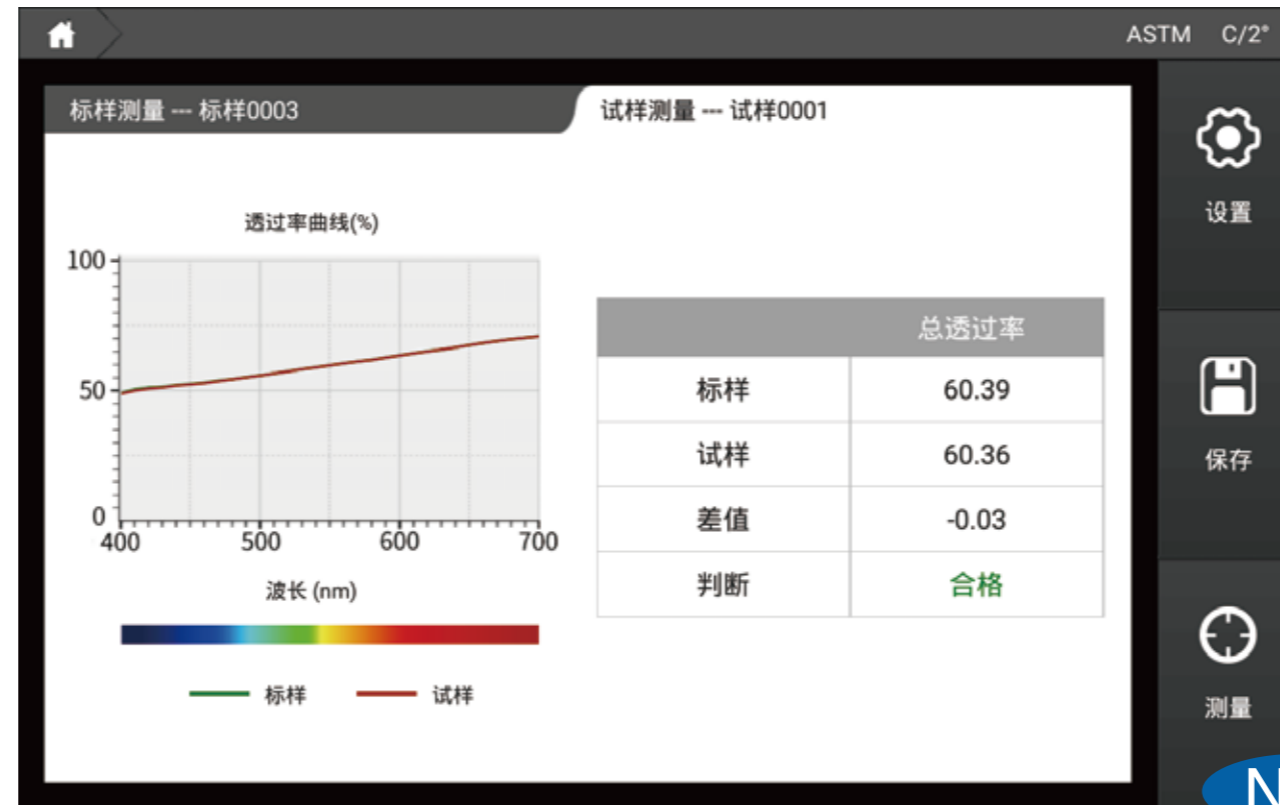 ASTM C/2°
标样测量 --- 标样0003
试样测量 --- 试样0001
设置
透过率曲线(%)
100
50
0
400 500 600 700
波长 (nm)
标样 试样
总透过率
标样 60.39
试样 60.36
差值 -0.03
判断 合格
保存
测量
N